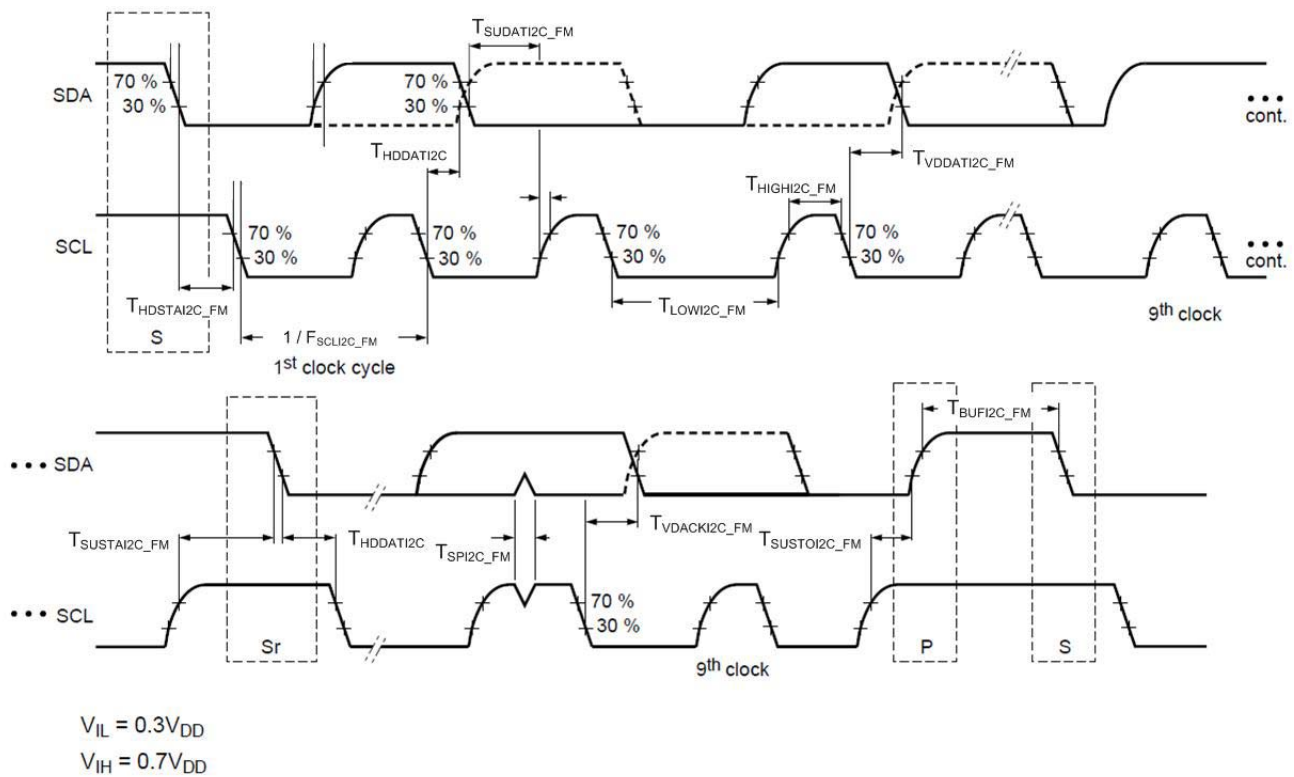 T_SUDATI2C_FM
70 %
30 %
70 %
30 %
SDA
•••
cont.
T_HDDATI2C
T_VDDATI2C_FM
T_HIGHI2C_FM
70 %
30 %
70 %
30 %
70 %
30 %
70 %
30 %
SCL
•••
cont.
T_HDSTAI2C_FM
T_LOWI2C_FM
9th clock
S
1 / F_SCLI2C_FM
1st clock cycle
T_BUFI2C_FM
••• SDA
T_SUSTAI2C_FM
T_HDDATI2C
T_SPI2C_FM
T_VDACKI2C_FM
T_SUSTOI2C_FM
••• SCL
70 %
30 %
Sr
9th clock
P
S
V_IL = 0.3V_DD
V_IH = 0.7V_DD